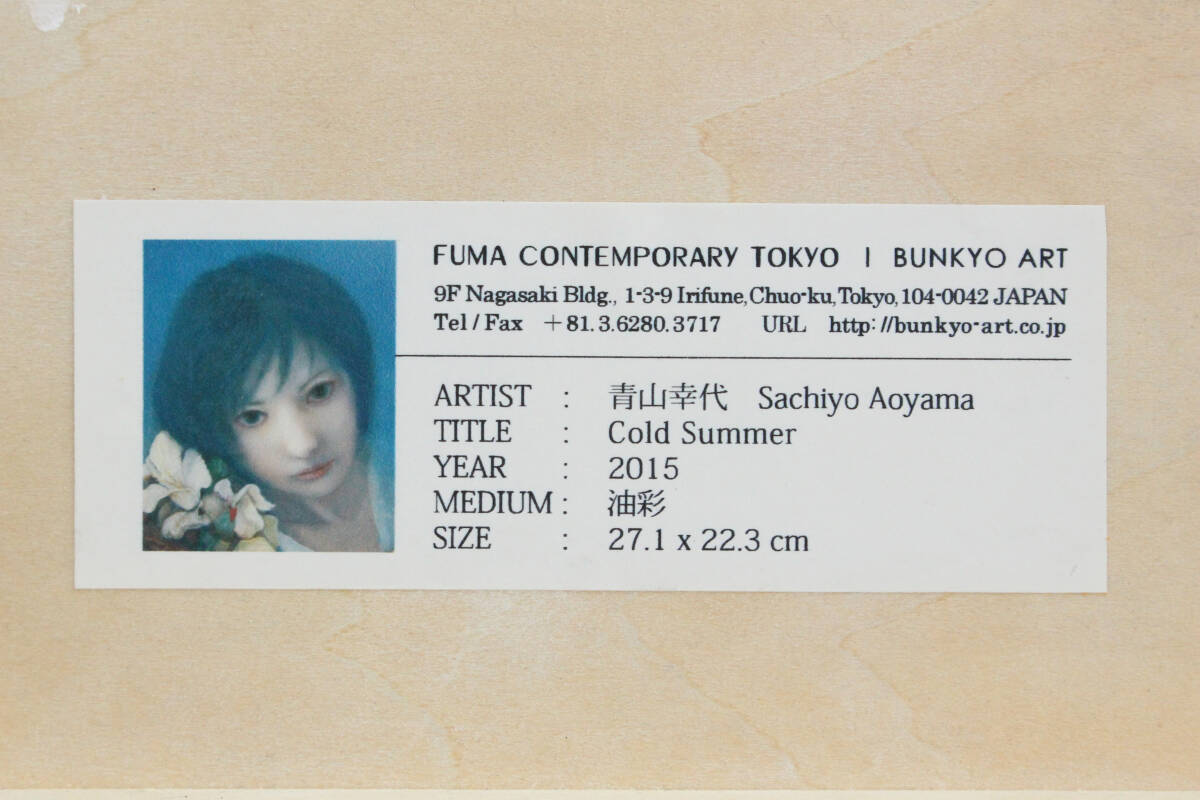 FUMA CONTEMPORARY TOKYO | BUNKYO ART
9F Nagasaki Bldg., 1-3-9 Irifune, Chuo-ku, Tokyo, 104-0042 JAPAN
Tel / Fax +81.3.6280.3717 URL http://bunkyo-art.co.jp
ARTIST : 青山幸代 Sachiyo Aoyama
TITLE : Cold Summer
YEAR : 2015
MEDIUM : 油彩
SIZE : 27.1 x 22.3 cm